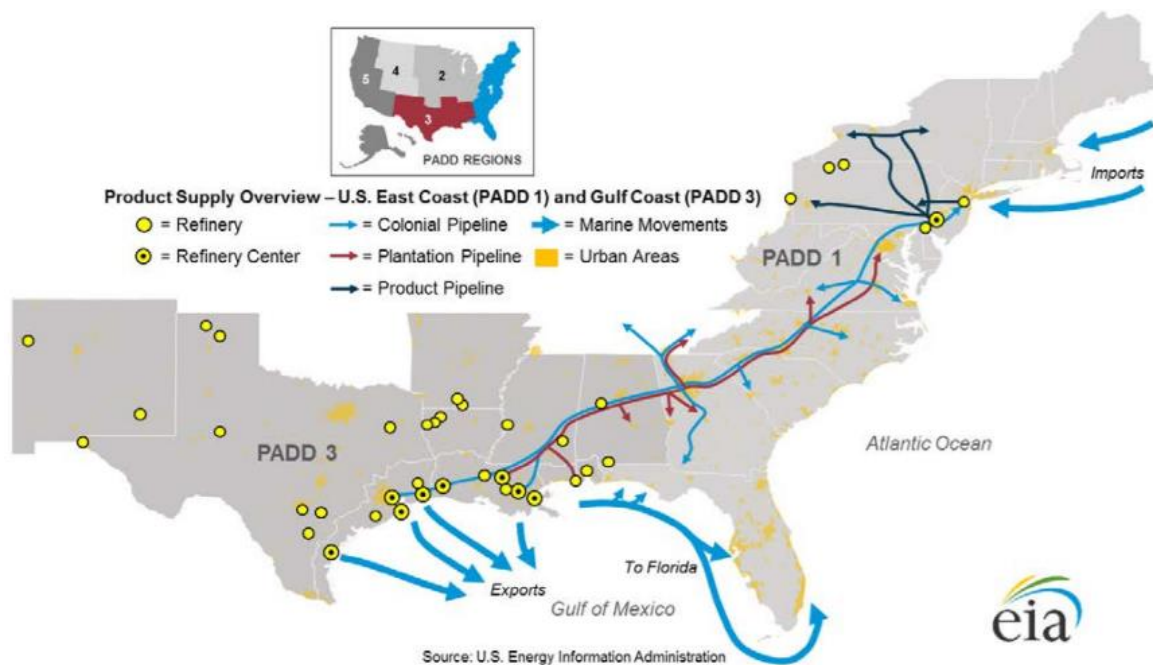 5
4
2
1
3
PADD REGIONS
Product Supply Overview – U.S. East Coast (PADD 1) and Gulf Coast (PADD 3)
= Refinery
= Colonial Pipeline
= Marine Movements
= Refinery Center
= Plantation Pipeline
= Urban Areas
= Product Pipeline
Imports
PADD 1
PADD 3
Atlantic Ocean
To Florida
Exports
Gulf of Mexico
eia
Source: U.S. Energy Information Administration